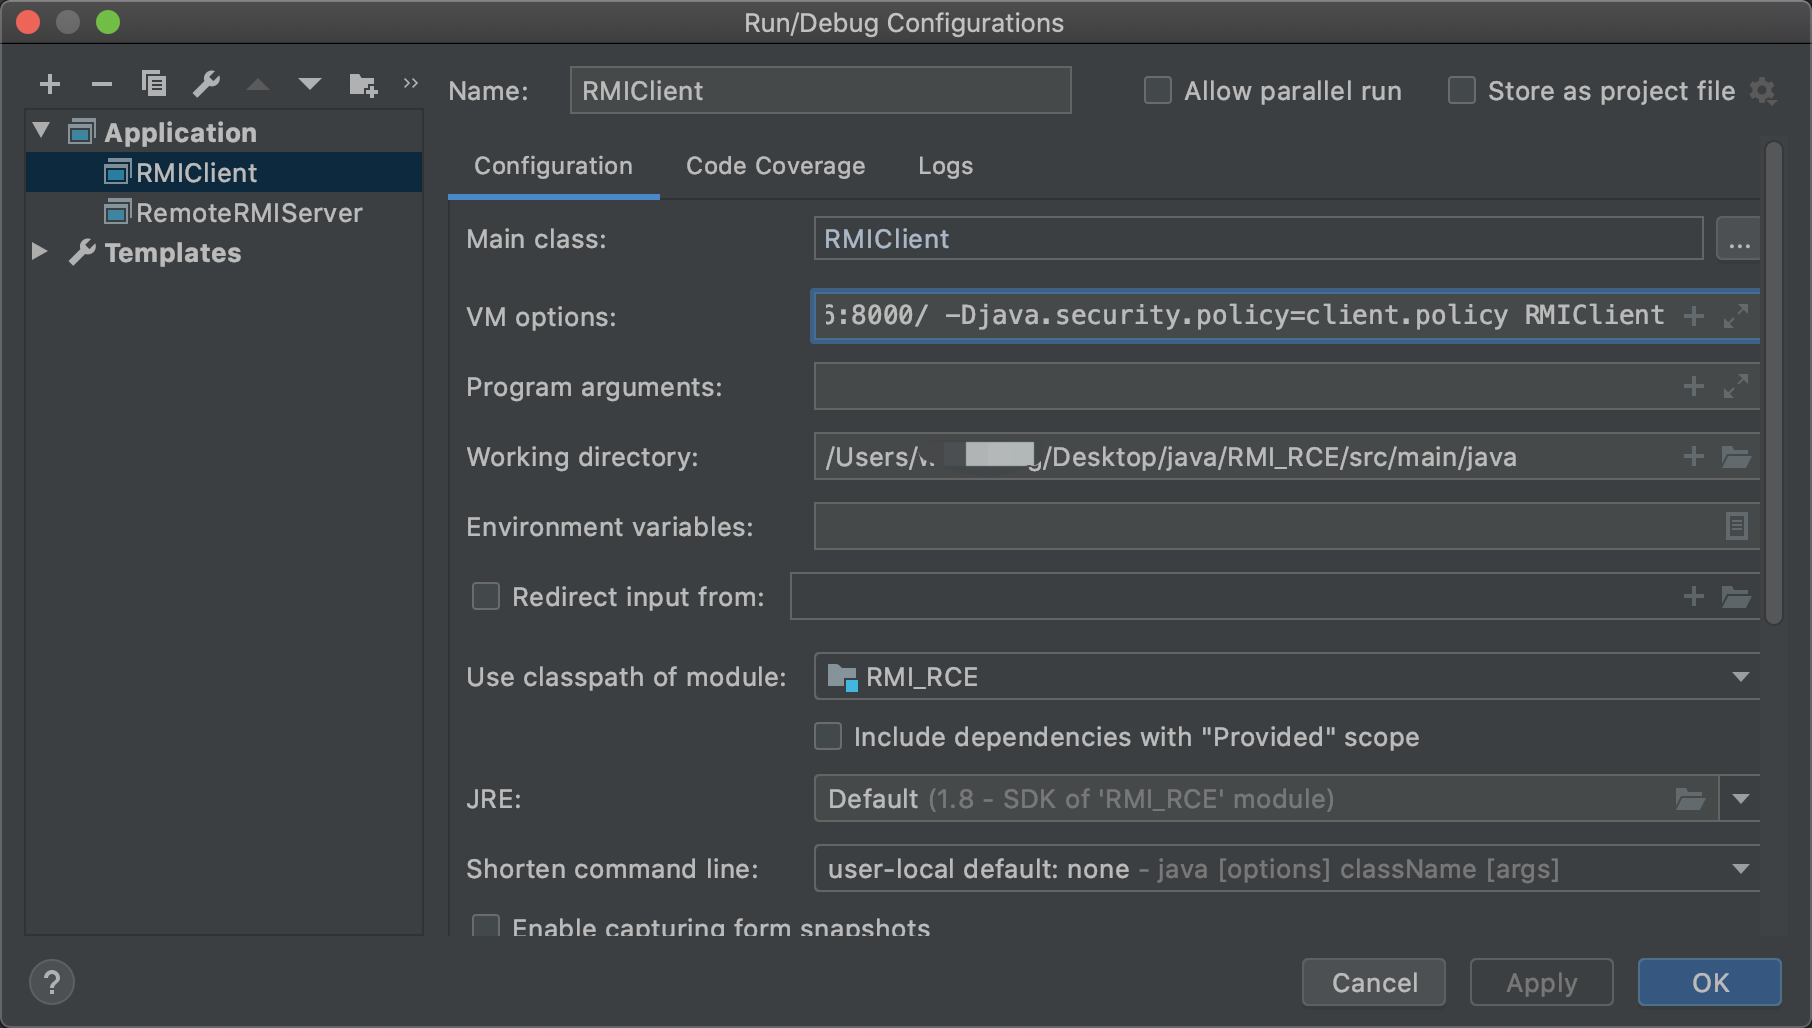 Run/Debug Configurations
Name: RMIClient Allow parallel run Store as project file
Application
RMIClient
RemoteRMIServer
Templates
Configuration Code Coverage Logs
Main class: RMIClient ...
VM options: :8000/ -Djava.security.policy=client.policy RMIClient
Program arguments:
Working directory: /Users/ /Desktop/java/RMI_RCE/src/main/java
Environment variables:
Redirect input from:
Use classpath of module: RMI_RCE
Include dependencies with "Provided" scope
JRE: Default (1.8 - SDK of 'RMI_RCE' module)
Shorten command line: user-local default: none - java [options] className [args]
Enable capturing form snapshots
? Cancel Apply OK